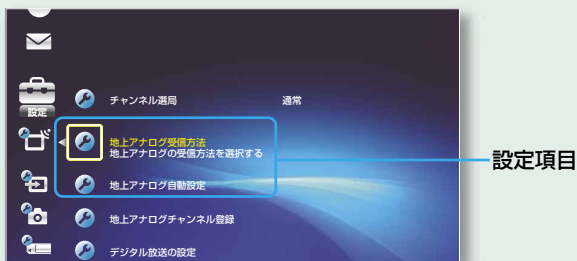 設定
チャンネル選局 通常
地上アナログ受信方法
地上アナログの受信方法を選択する
設定項目
地上アナログ自動設定
地上アナログチャンネル登録
デジタル放送の設定